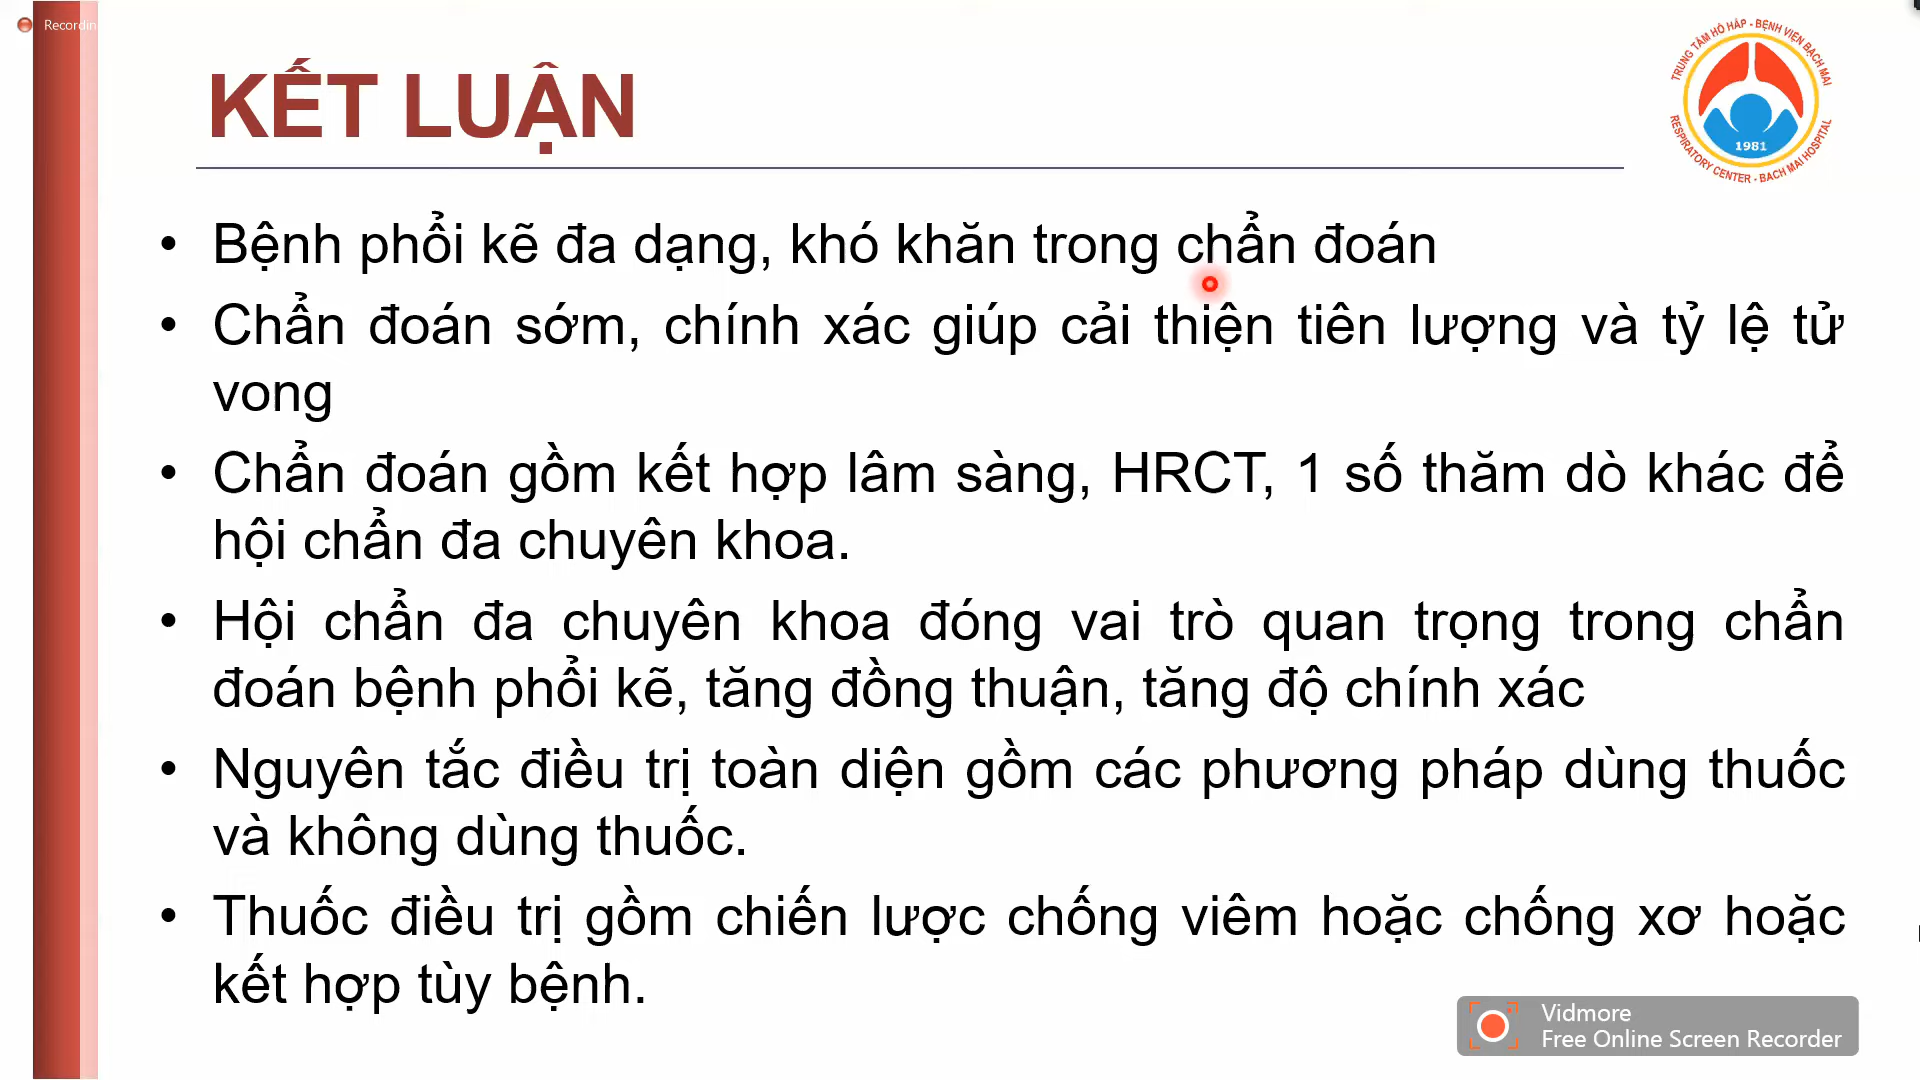 Recordin
KẾT LUẬN
TRUNG TÂM HÔ HẤP - BỆNH VIỆN BẠCH MAI
1981
RESPIRATORY CENTER - BACH MAI HOSPITAL
• Bệnh phổi kẽ đa dạng, khó khăn trong chẩn đoán
• Chẩn đoán sớm, chính xác giúp cải thiện tiên lượng và tỷ lệ tử
vong
• Chẩn đoán gồm kết hợp lâm sàng, HRCT, 1 số thăm dò khác để
hội chẩn đa chuyên khoa.
• Hội chẩn đa chuyên khoa đóng vai trò quan trọng trong chẩn
đoán bệnh phổi kẽ, tăng đồng thuận, tăng độ chính xác
• Nguyên tắc điều trị toàn diện gồm các phương pháp dùng thuốc
và không dùng thuốc.
• Thuốc điều trị gồm chiến lược chống viêm hoặc chống xơ hoặc
kết hợp tùy bệnh.
Vidmore
Free Online Screen Recorder